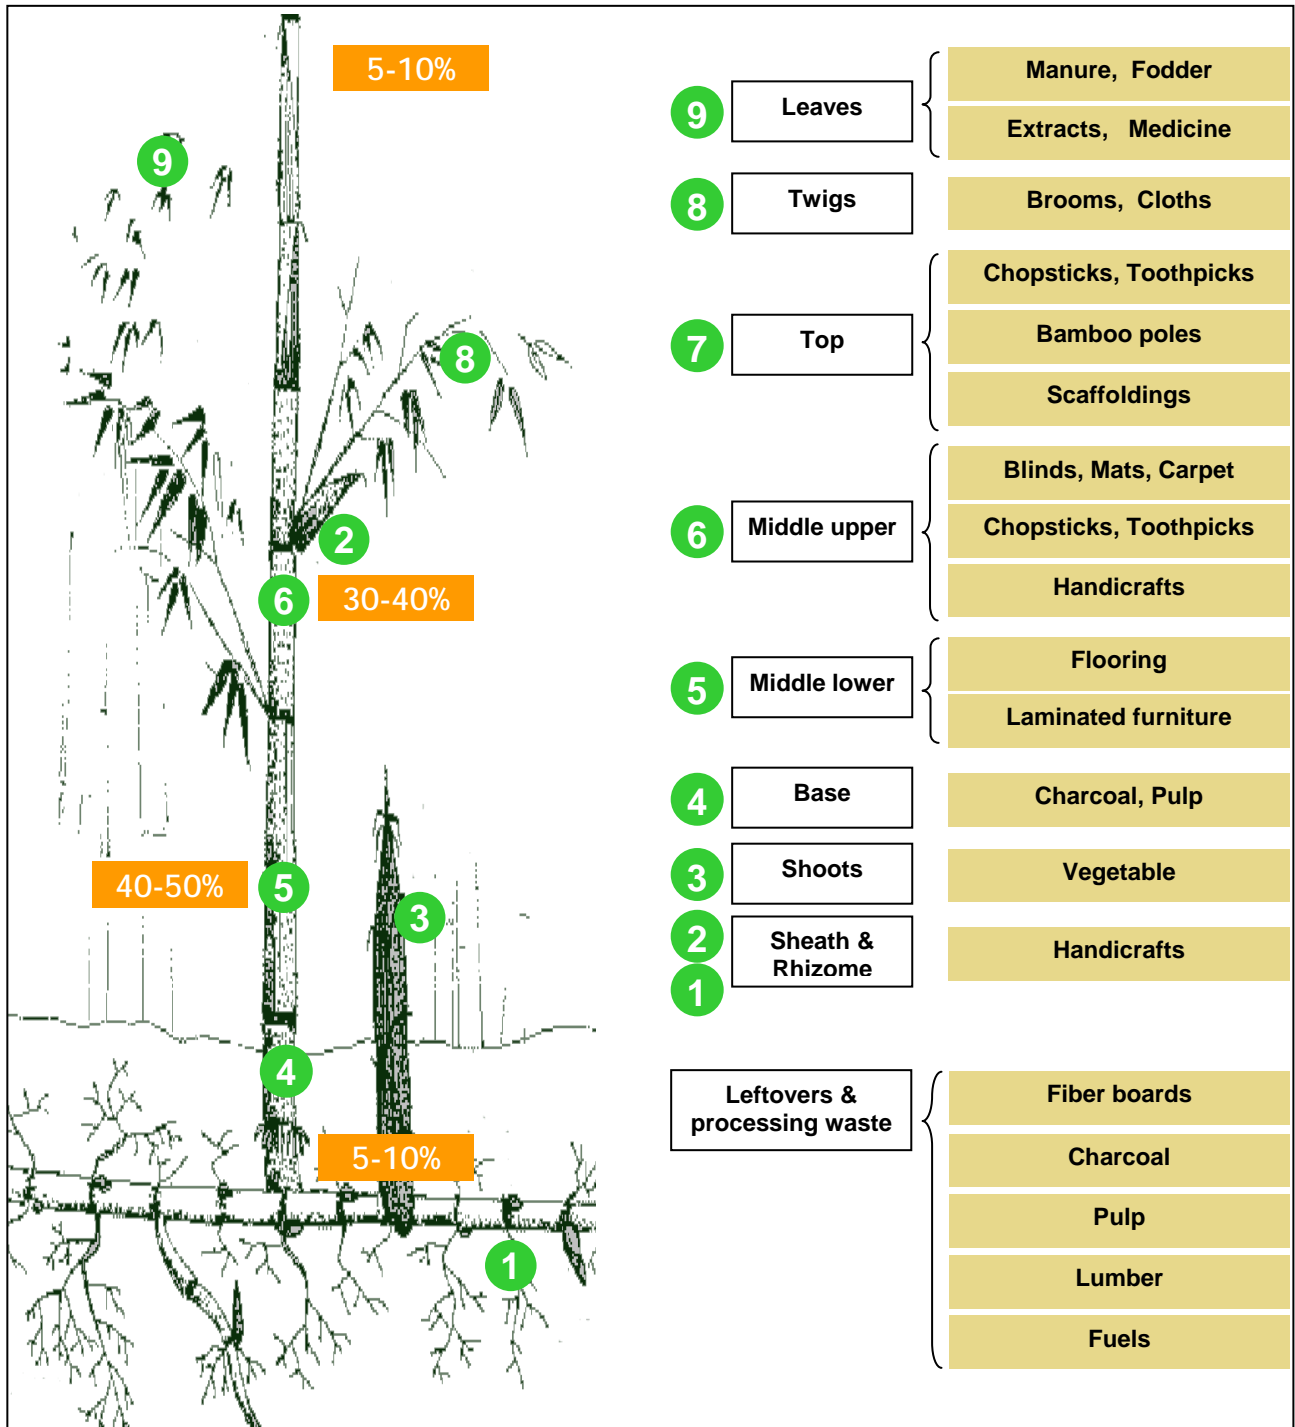 5-10%
9
8
2
6
30-40%
40-50%
5
3
4
5-10%
1
9
Leaves
Manure, Fodder
Extracts, Medicine
8
Twigs
Brooms, Cloths
7
Top
Chopsticks, Toothpicks
Bamboo poles
Scaffoldings
6
Middle upper
Blinds, Mats, Carpet
Chopsticks, Toothpicks
Handicrafts
5
Middle lower
Flooring
Laminated furniture
4
Base
Charcoal, Pulp
3
Shoots
Vegetable
2
1
Sheath &
Rhizome
Handicrafts
Leftovers &
processing waste
Fiber boards
Charcoal
Pulp
Lumber
Fuels